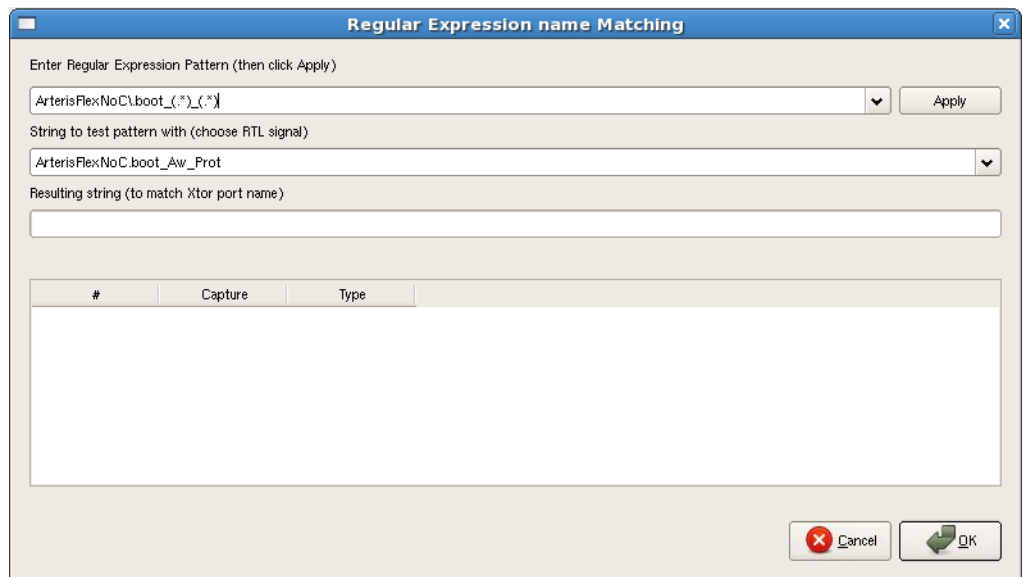 Regular Expression name Matching
Enter Regular Expression Pattern (then click Apply)
ArterisFlexNoC\.boot_(.*)_(.*)
Apply
String to test pattern with (choose RTL signal)
ArterisFlexNoC.boot_Aw_Prot
Resulting string (to match Xtor port name)
# Capture Type
Cancel OK